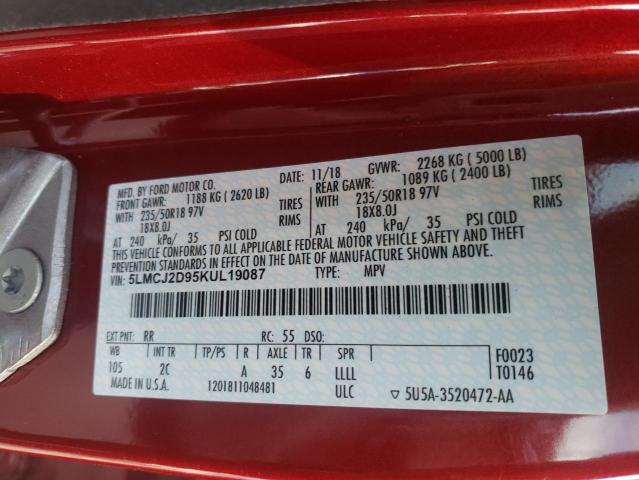 MFD. BY FORD MOTOR CO. DATE: 11/18 GVWR: 2268 KG ( 5000 LB)
FRONT GAWR: 1188 KG ( 2620 LB) REAR GAWR: 1089 KG ( 2400 LB)
WITH 235/50R18 97V TIRES WITH 235/50R18 97V TIRES
18X8.0J RIMS 18X8.0J RIMS
AT 240 kPa/ 35 PSI COLD AT 240 kPa/ 35 PSI COLD
THIS VEHICLE CONFORMS TO ALL APPLICABLE FEDERAL MOTOR VEHICLE SAFETY AND THEFT
PREVENTION STANDARDS IN EFFECT ON THE DATE OF MANUFACTURE SHOWN ABOVE.
VIN: 5LMCJ2D95KUL19087 TYPE: MPV
EXT PNT: RR RC: 55 DSO:
WB INT TR TP/PS R AXLE TR SPR F0023
105 2C A 35 6 LLLL T0146
MADE IN U.S.A. 1201811048481 ULC ▽ 5U5A-3520472-AA